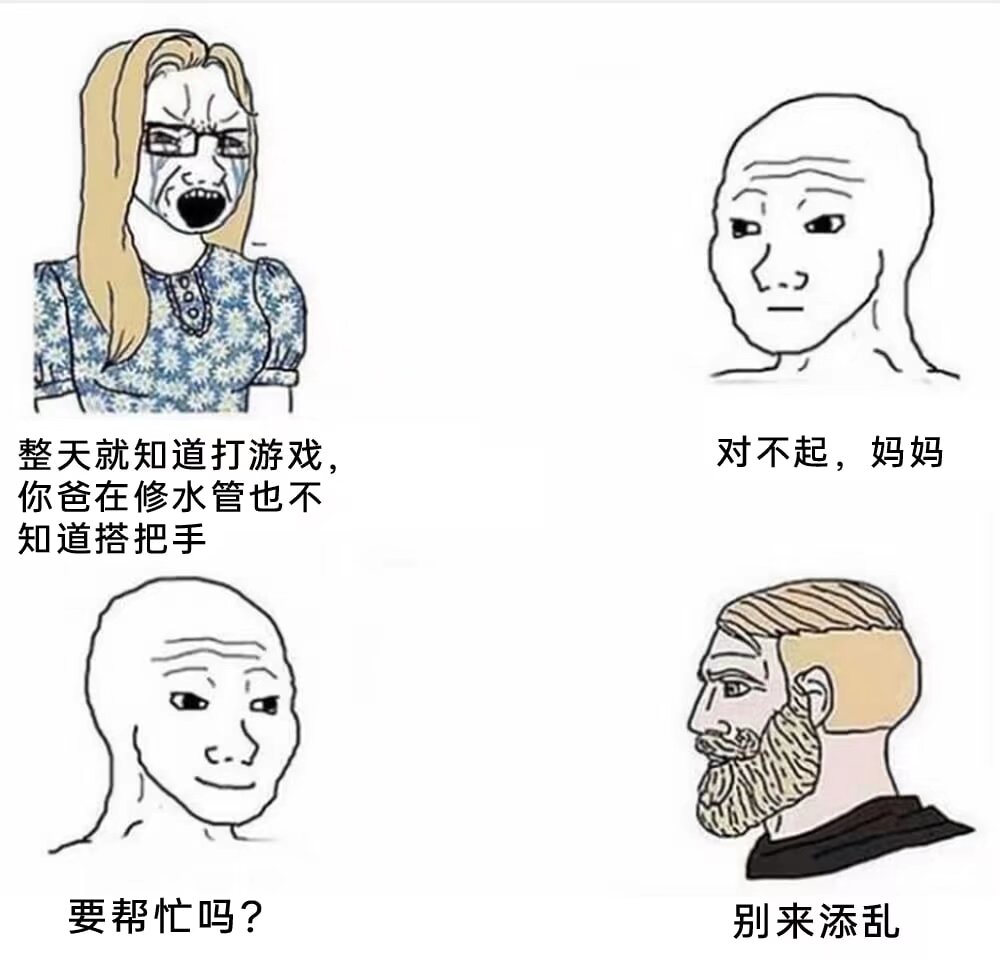 整天就知道打游戏，
你爸在修水管也不
知道搭把手
对不起，妈妈
要帮忙吗？
别来添乱